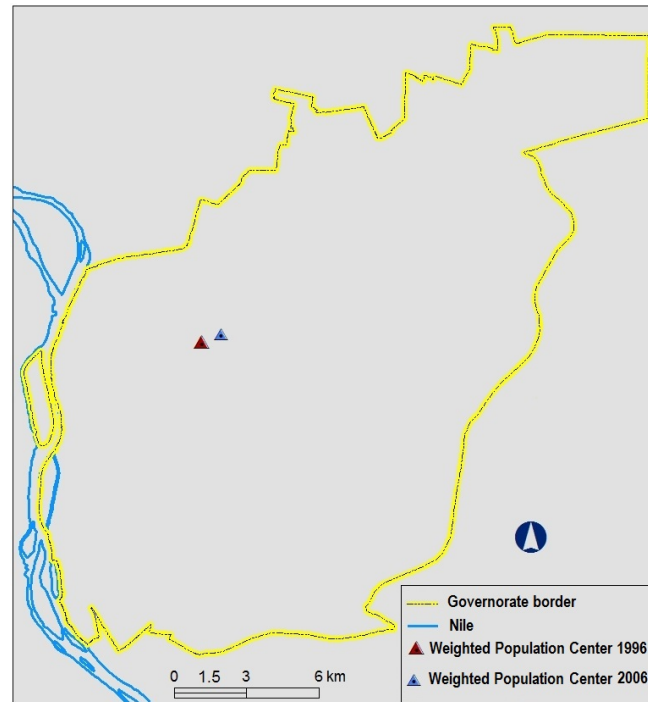 Governorate border
Nile
Weighted Population Center 1996
Weighted Population Center 2006
0 1.5 3 6 km